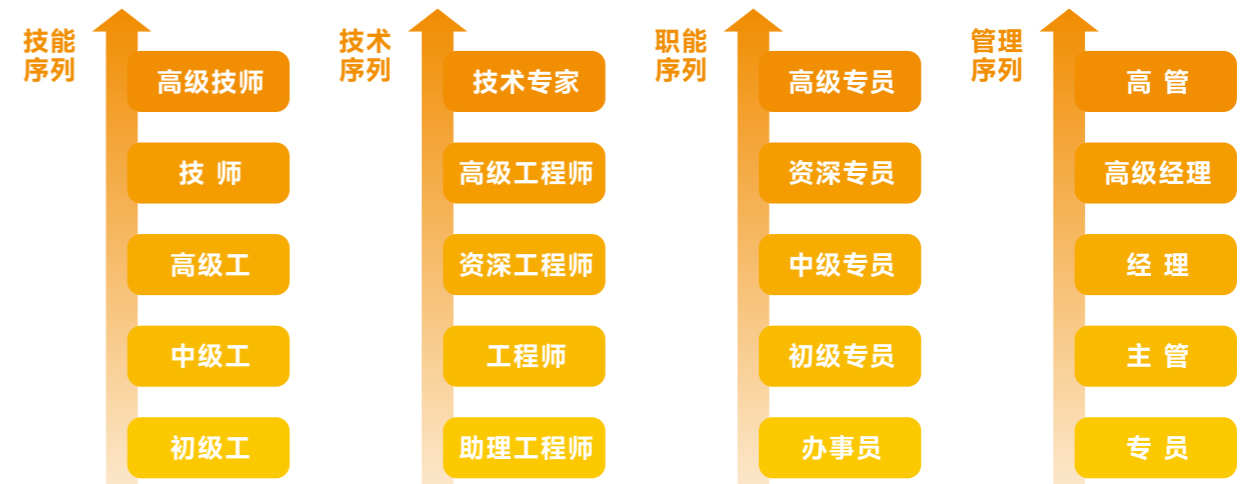 技能
序列
高级技师
技 师
高级工
中级工
初级工
技术
序列
技术专家
高级工程师
资深工程师
工程师
助理工程师
职能
序列
高级专员
资深专员
中级专员
初级专员
办事员
管理
序列
高 管
高级经理
经 理
主 管
专 员